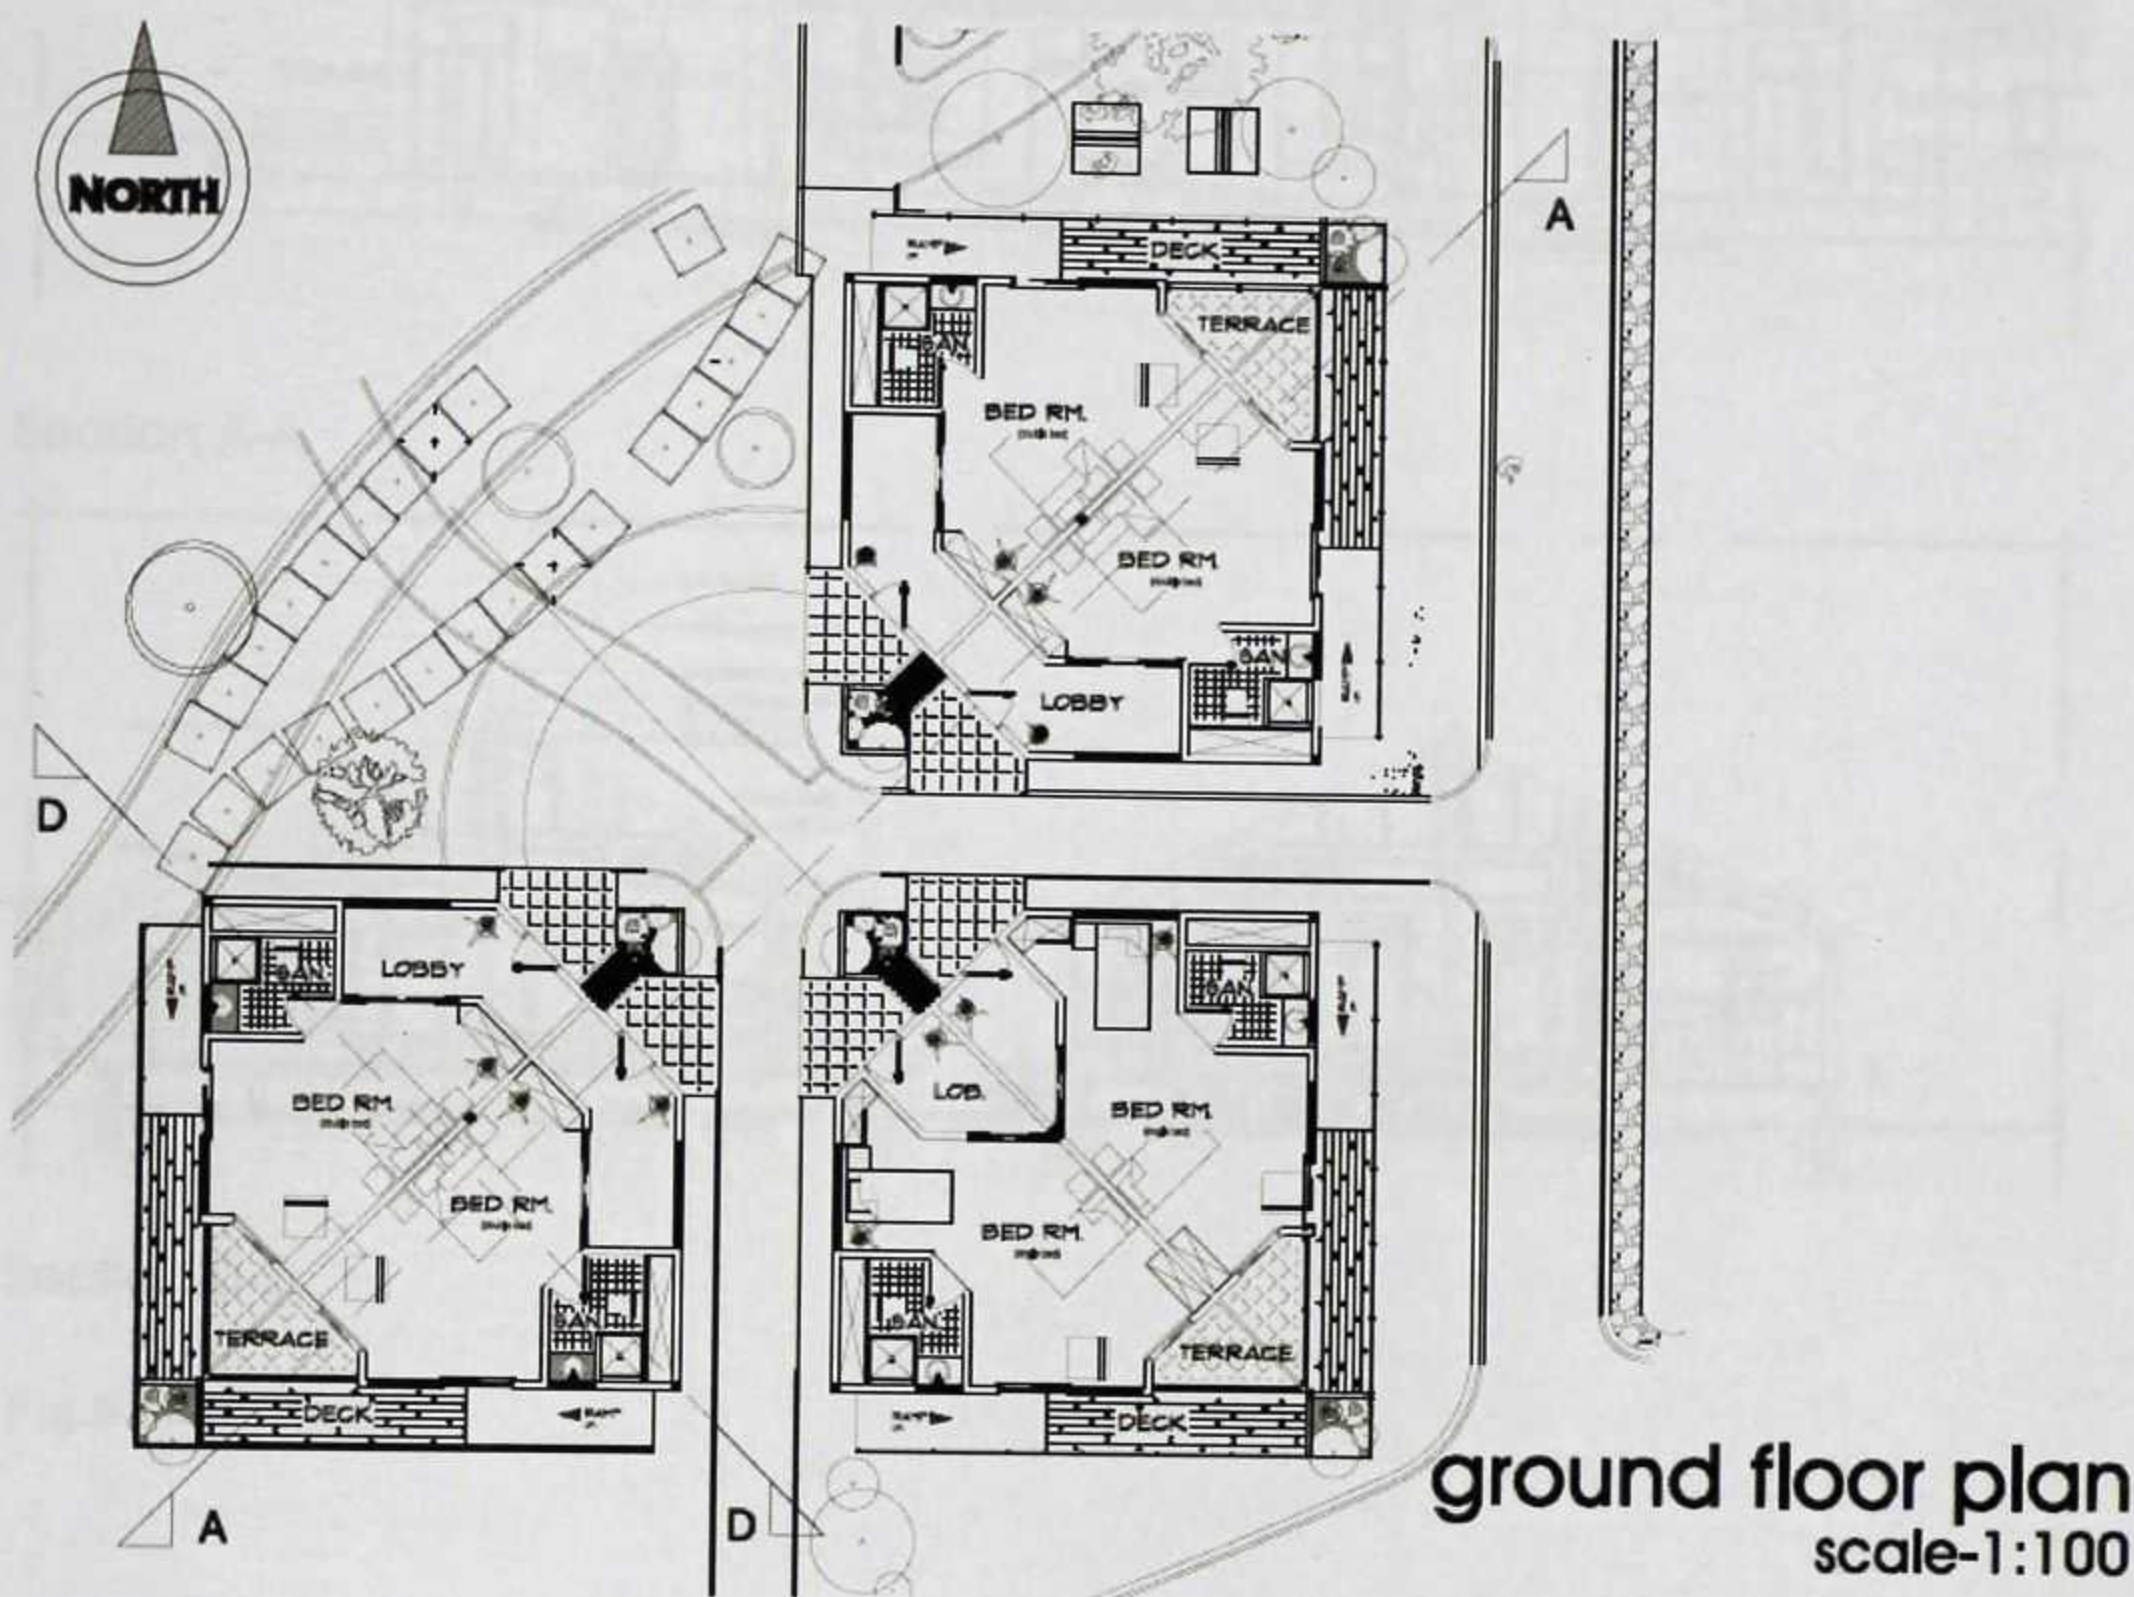 NORTH
A
DECK
TERRACE
SAN.
BED RM.
BED RM.
SAN
LOBBY
D
LOBBY
SAN.
SAN
LOB.
BED RM.
BED RM.
BED RM.
BED RM.
SAN
SAN.
TERRACE
TERRACE
DECK
DECK
A
D
ground floor plan
scale-1:100